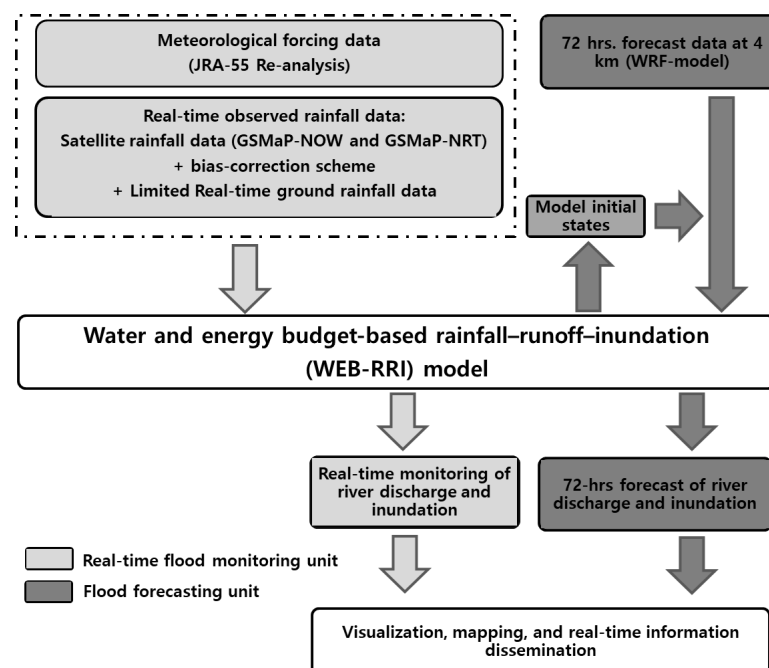 Meteorological forcing data
(JRA-55 Re-analysis)
Real-time observed rainfall data:
Satellite rainfall data (GSMaP-NOW and GSMaP-NRT)
+ bias-correction scheme
+ Limited Real-time ground rainfall data
72 hrs. forecast data at 4
km (WRF-model)
Model initial
states
Water and energy budget-based rainfall–runoff–inundation
(WEB-RRI) model
Real-time monitoring of
river discharge and
inundation
72-hrs forecast of river
discharge and inundation
Real-time flood monitoring unit
Flood forecasting unit
Visualization, mapping, and real-time information
dissemination